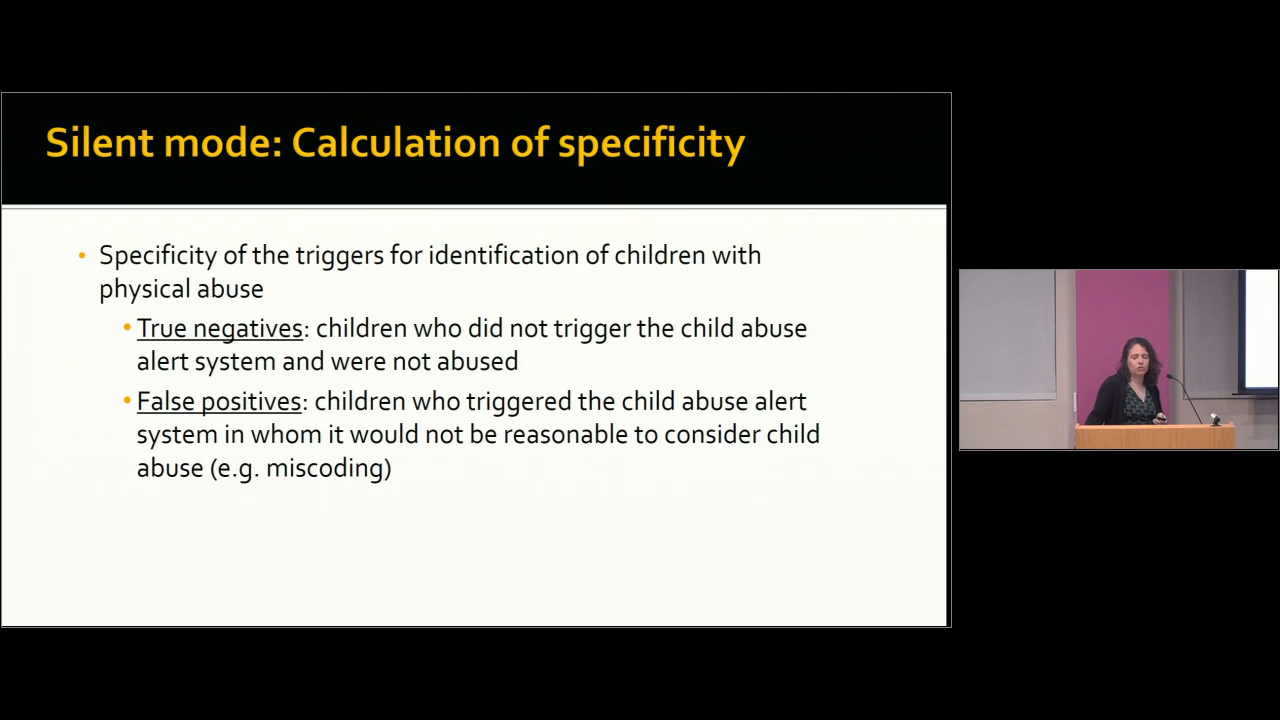 Silent mode: Calculation of specificity
• Specificity of the triggers for identification of children with
physical abuse
• True negatives: children who did not trigger the child abuse
alert system and were not abused
• False positives: children who triggered the child abuse alert
system in whom it would not be reasonable to consider child
abuse (e.g. miscoding)